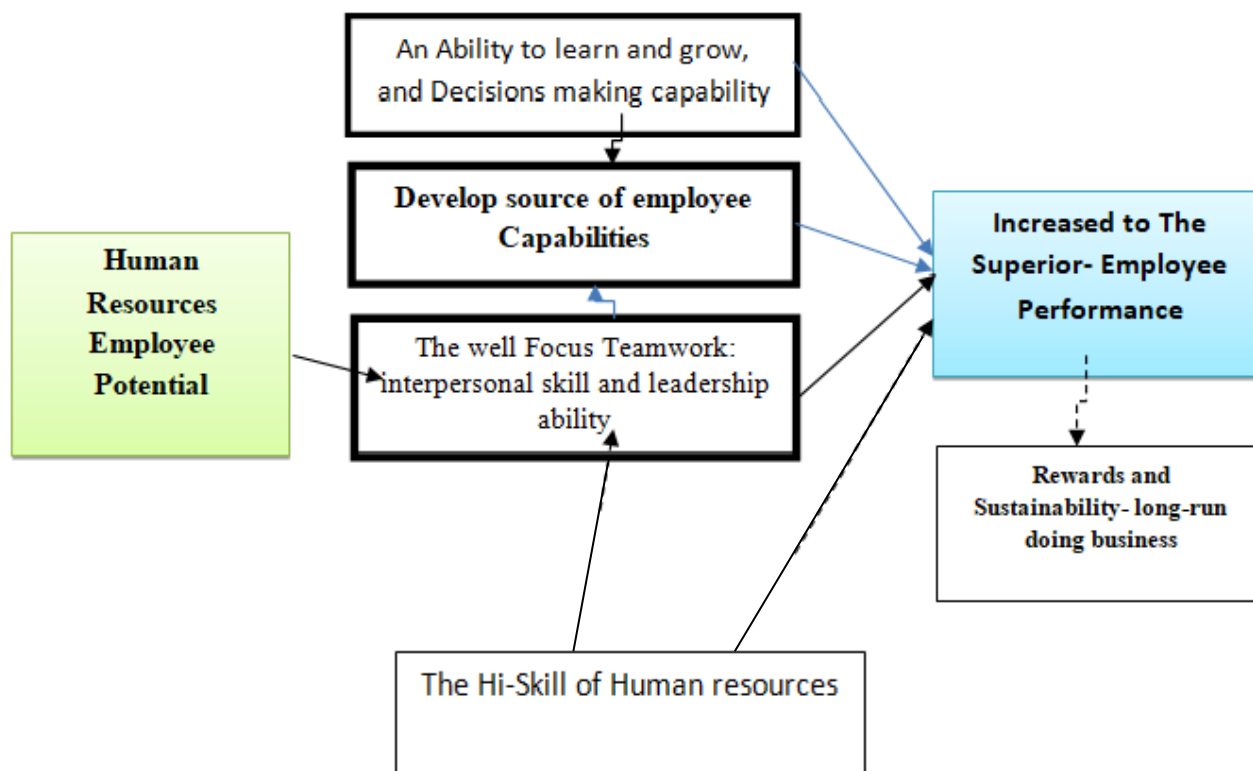 An Ability to learn and grow,
and Decisions making capability
Develop source of employee
Capabilities
Human
Resources
Employee
Potential
The well Focus Teamwork:
interpersonal skill and leadership
ability
Increased to The
Superior- Employee
Performance
Rewards and
Sustainability- long-run
doing business
The Hi-Skill of Human resources